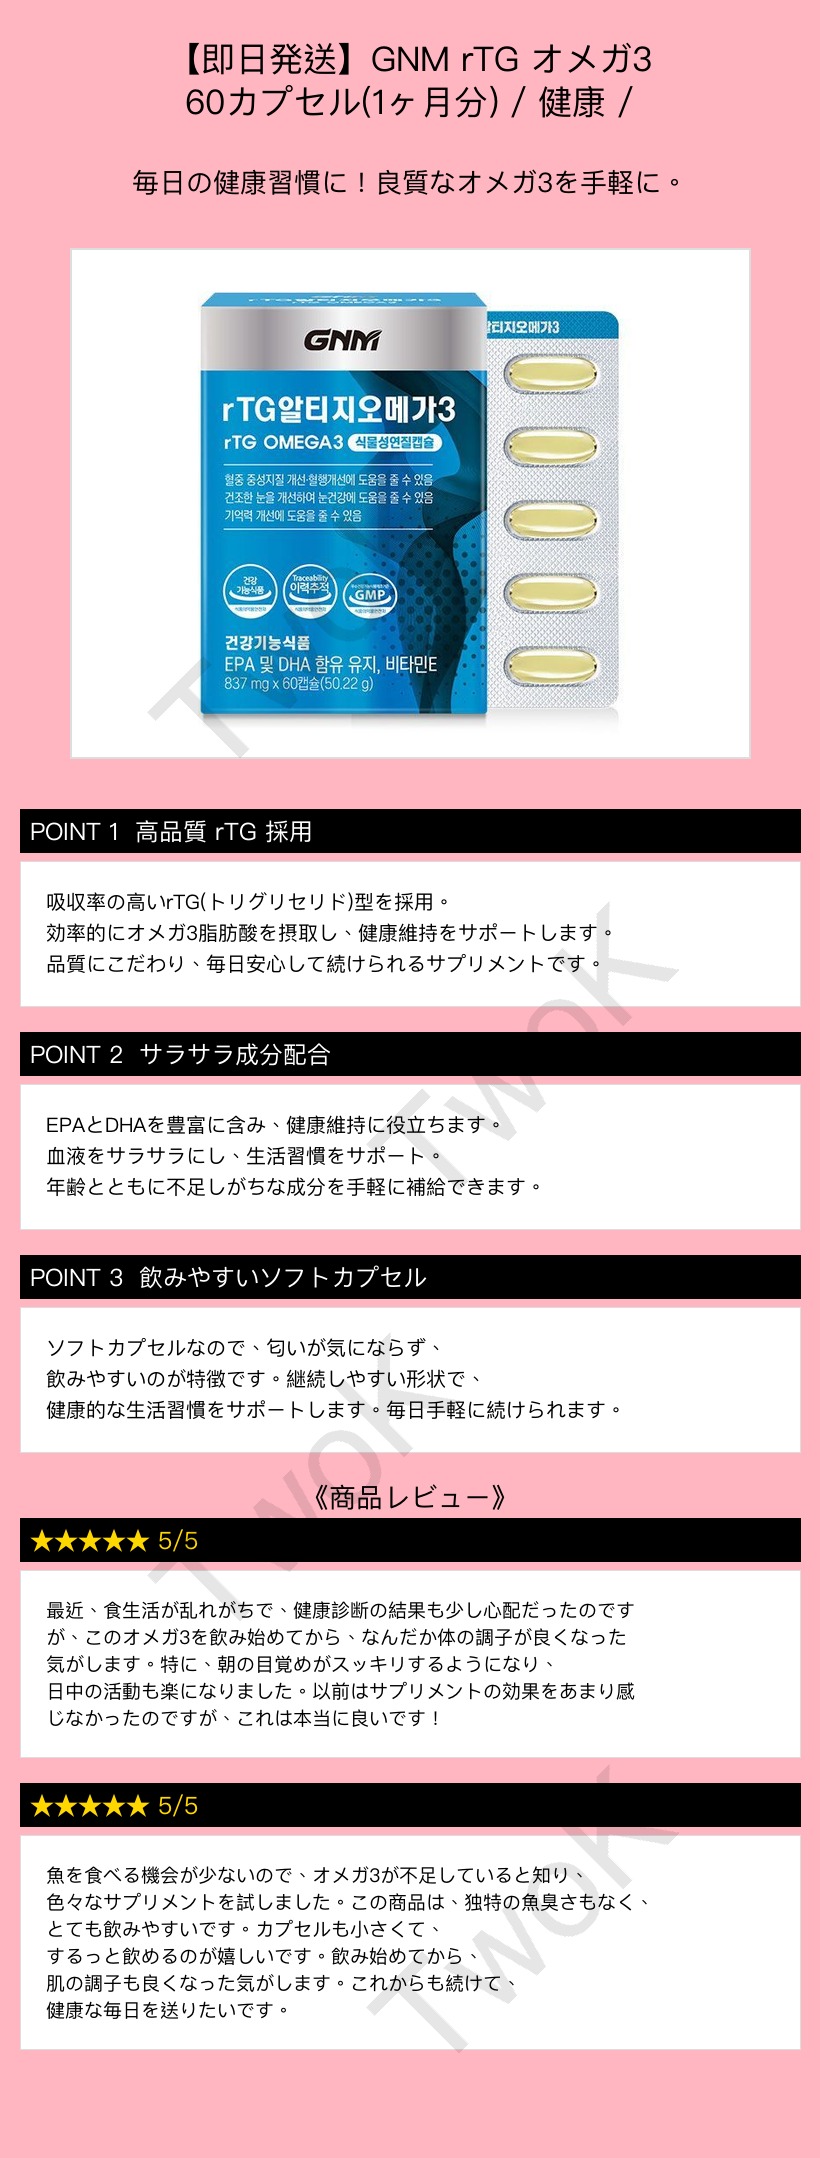 【即日発送】GNM rTG オメガ3
60カプセル(1ヶ月分) / 健康 /
毎日の健康習慣に！良質なオメガ3を手軽に。
GNM
rTG알티지오메가3
rTG OMEGA3 식물성연질캡슐
혈중 중성지질 개선·혈행개선에 도움을 줄 수 있음
건조한 눈을 개선하여 눈건강에 도움을 줄 수 있음
기억력 개선에 도움을 줄 수 있음
건강
기능식품
Traceability
이력추적
GMP
건강기능식품
EPA 및 DHA 함유 유지, 비타민E
837 mg x 60캡슐(50.22 g)
알티지오메가3
POINT 1 高品質 rTG 採用
吸収率の高いrTG(トリグリセリド)型を採用。
効率的にオメガ3脂肪酸を摂取し、健康維持をサポートします。
品質にこだわり、毎日安心して続けられるサプリメントです。
POINT 2 サラサラ成分配合
EPAとDHAを豊富に含み、健康維持に役立ちます。
血液をサラサラにし、生活習慣をサポート。
年齢とともに不足しがちな成分を手軽に補給できます。
POINT 3 飲みやすいソフトカプセル
ソフトカプセルなので、匂いが気にならず、
飲みやすいのが特徴です。継続しやすい形状で、
健康的な生活習慣をサポートします。毎日手軽に続けられます。
《商品レビュー》
★★★★★ 5/5
最近、食生活が乱れがちで、健康診断の結果も少し心配だったのです
が、このオメガ3を飲み始めてから、なんだか体の調子が良くなった
気がします。特に、朝の目覚めがスッキリするようになり、
日中の活動も楽になりました。以前はサプリメントの効果をあまり感
じなかったのですが、これは本当に良いです！
★★★★★ 5/5
魚を食べる機会が少ないので、オメガ3が不足していると知り、
色々なサプリメントを試しました。この商品は、独特の魚臭さもなく、
とても飲みやすいです。カプセルも小さくて、
するっと飲めるのが嬉しいです。飲み始めてから、
肌の調子も良くなった気がします。これからも続けて、
健康な毎日を送りたいです。
TwoK
TwoK
TwoK